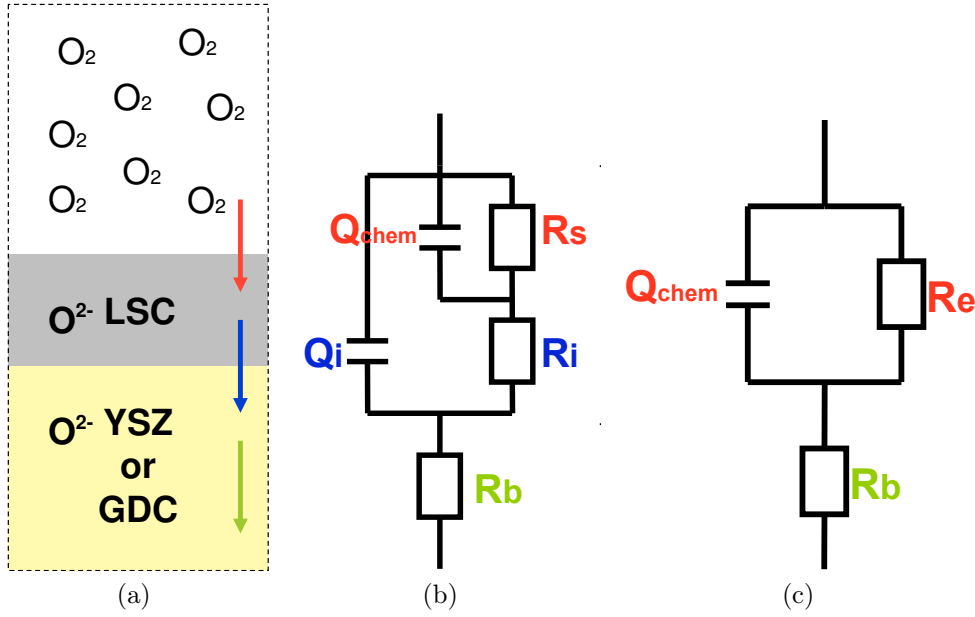 O₂
O₂
O₂
O₂
O₂
O₂
O₂
O₂
O²⁻ LSC
O²⁻ YSZ
or
GDC
(a)
Qchem
Rs
Qi
Ri
Rb
(b)
Qchem
Re
Rb
(c)